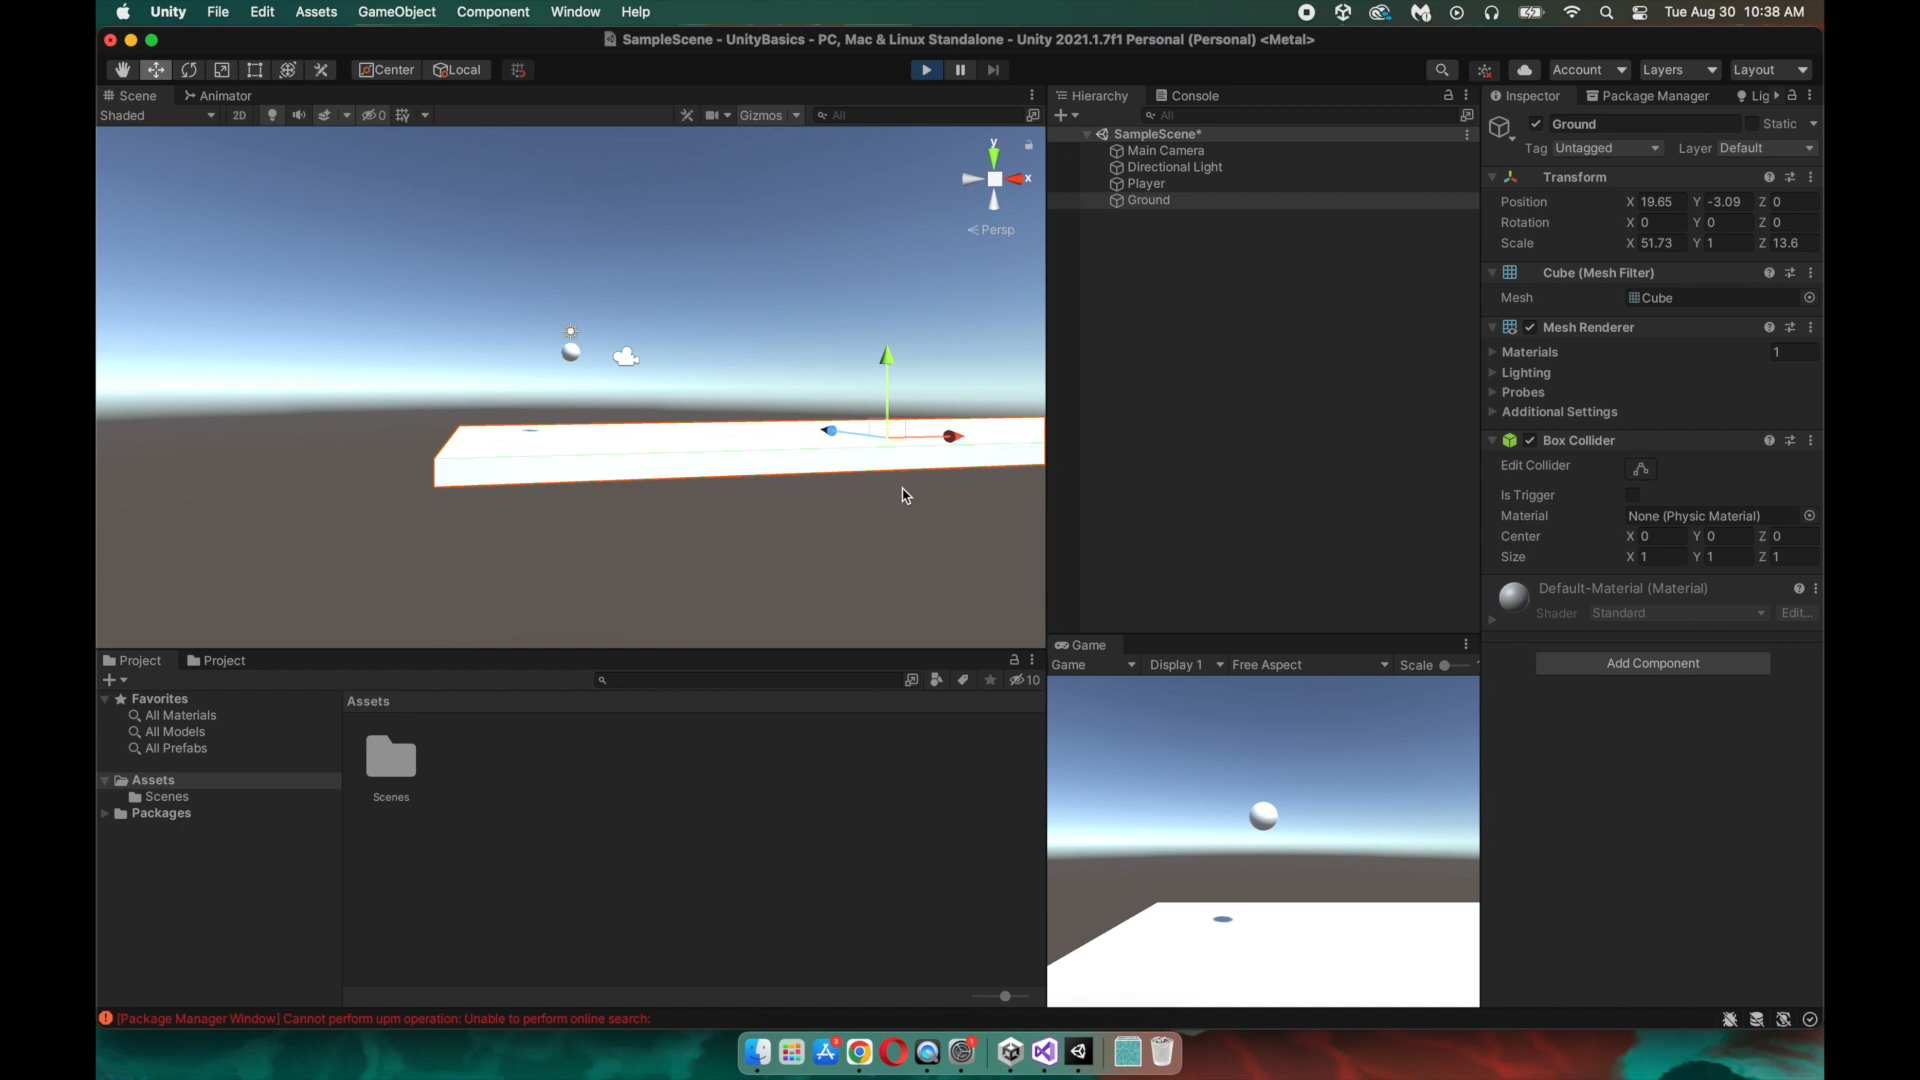 Unity File Edit Assets GameObject Component Window Help Tue Aug 30 10:38 AM
SampleScene - UnityBasics - PC, Mac & Linux Standalone - Unity 2021.1.7f1 Personal (Personal) <Metal>
Center Local Account Layers Layout
Scene Animator
Shaded 2D 0 Gizmos All
y
x
Persp
Hierarchy Console
All
SampleScene*
Main Camera
Directional Light
Player
Ground
Inspector Package Manager Lig
Ground Static
Tag Untagged Layer Default
Transform
Position X 19.65 Y -3.09 Z 0
Rotation X 0 Y 0 Z 0
Scale X 51.73 Y 1 Z 13.6
Cube (Mesh Filter)
Mesh Cube
Mesh Renderer
Materials 1
Lighting
Probes
Additional Settings
Box Collider
Edit Collider
Is Trigger
Material None (Physic Material)
Center X 0 Y 0 Z 0
Size X 1 Y 1 Z 1
Default-Material (Material)
Shader Standard Edit...
Add Component
Project Project
10
Favorites
All Materials
All Models
All Prefabs
Assets
Scenes
Packages
Assets
Scenes
Game
Game Display 1 Free Aspect Scale
[Package Manager Window] Cannot perform upm operation: Unable to perform online search:
3
1